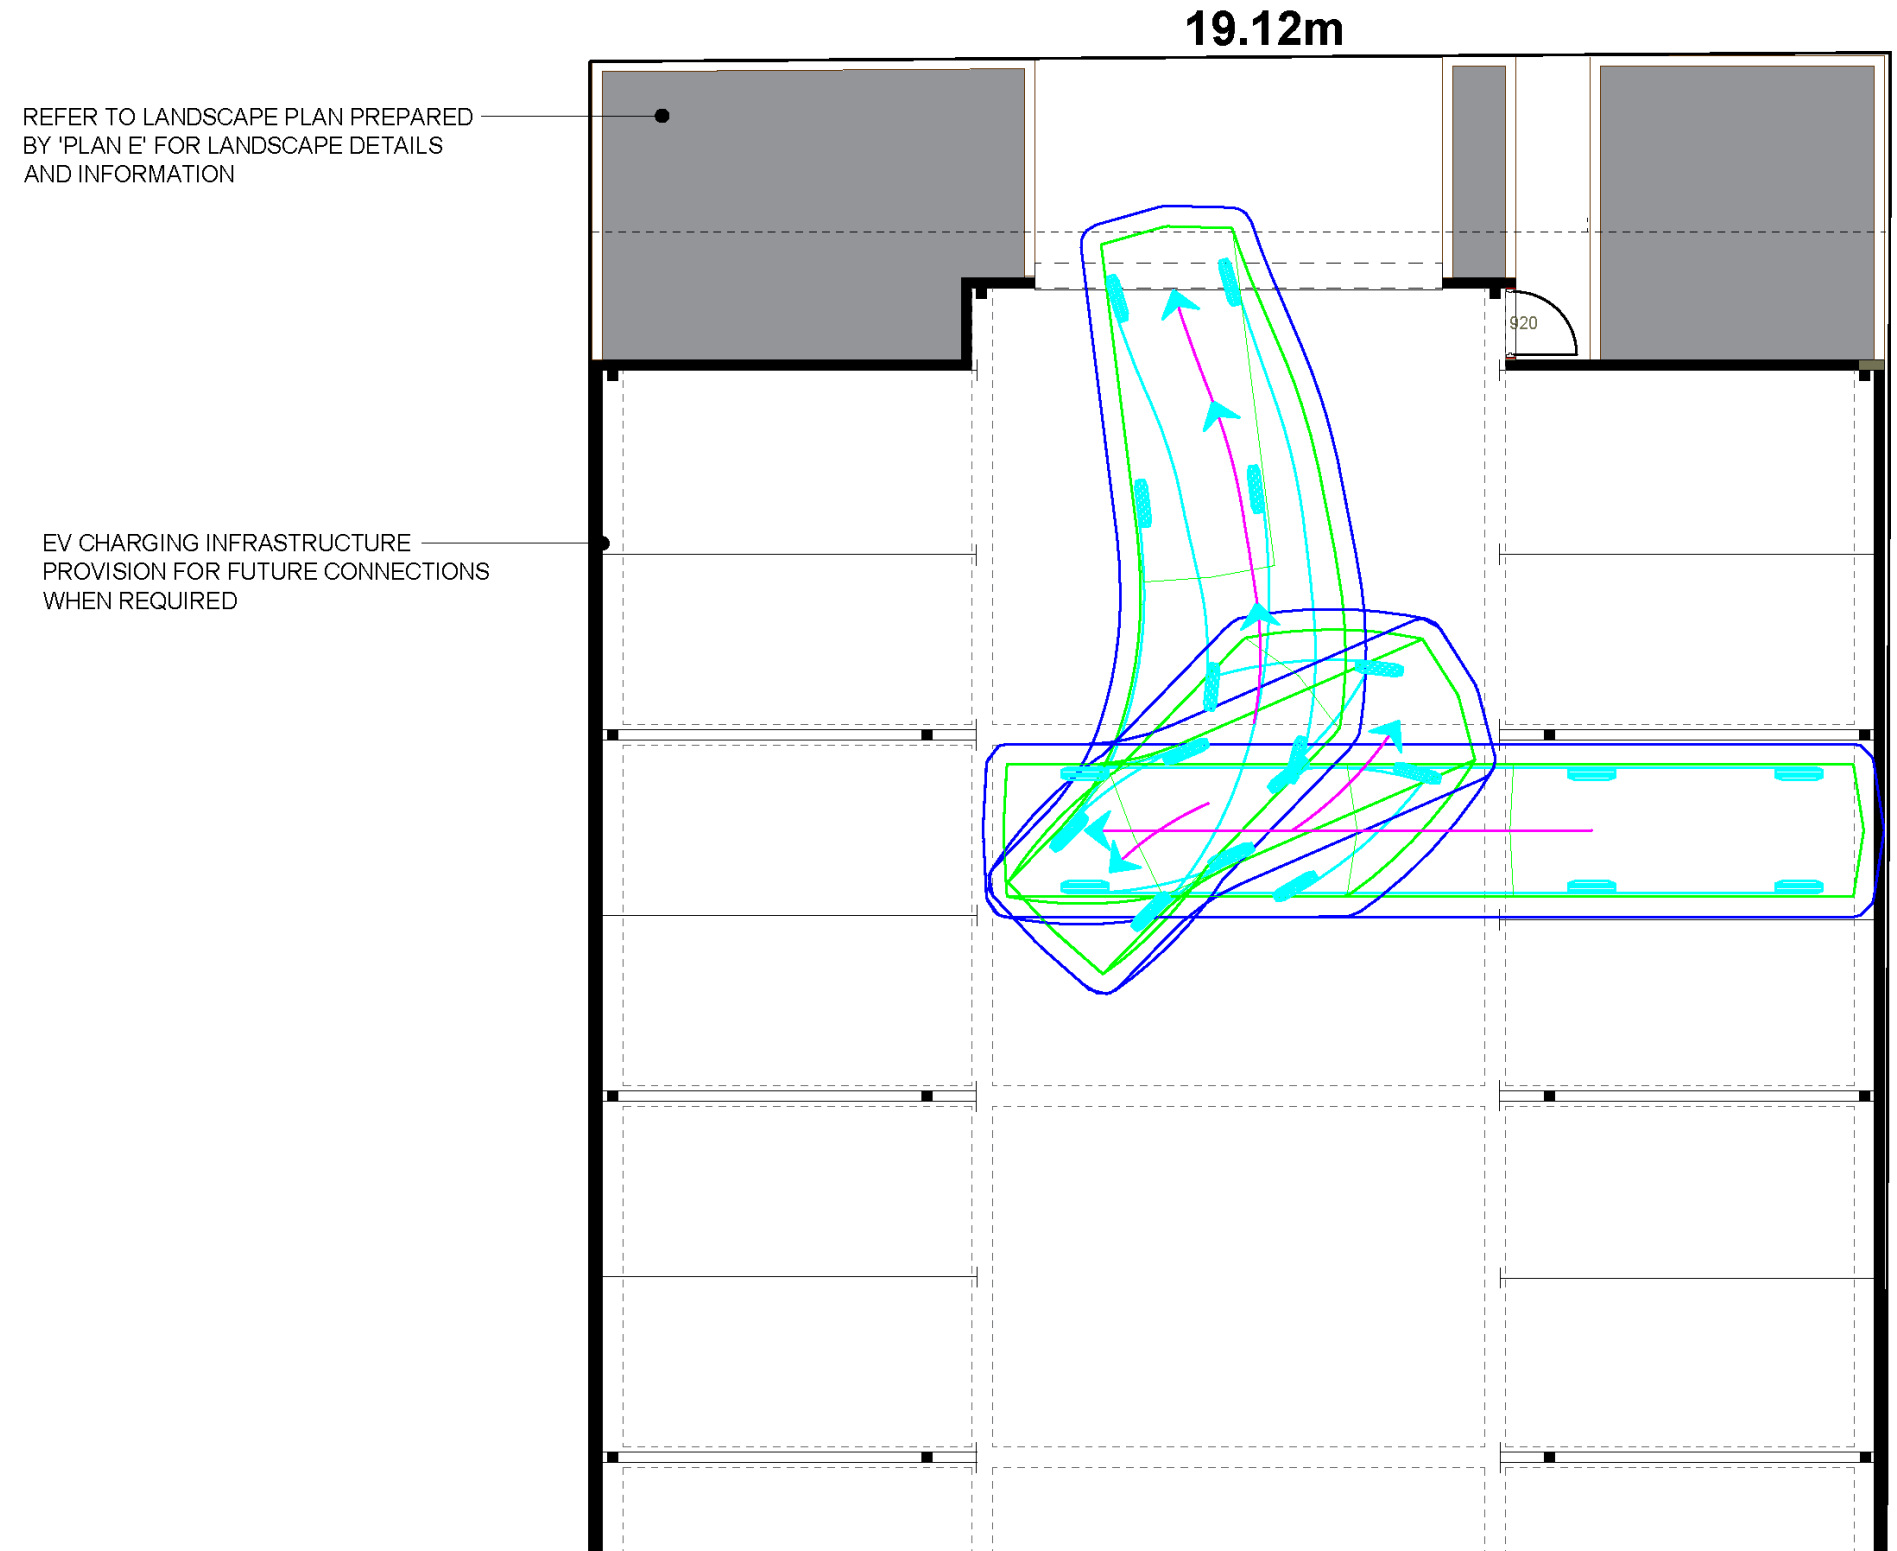 19.12m
REFER TO LANDSCAPE PLAN PREPARED
BY 'PLAN E' FOR LANDSCAPE DETAILS
AND INFORMATION
920
EV CHARGING INFRASTRUCTURE
PROVISION FOR FUTURE CONNECTIONS
WHEN REQUIRED